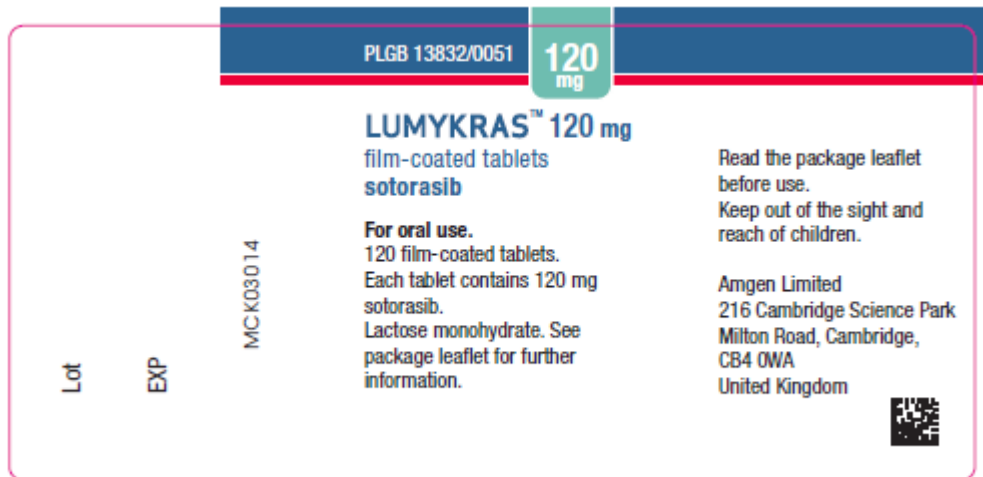 PLGB 13832/0051
120
mg
LUMYKRAS™ 120 mg
film-coated tablets
sotorasib
For oral use.
120 film-coated tablets.
Each tablet contains 120 mg
sotorasib.
Lactose monohydrate. See
package leaflet for further
information.
Read the package leaflet
before use.
Keep out of the sight and
reach of children.
Amgen Limited
216 Cambridge Science Park
Milton Road, Cambridge,
CB4 0WA
United Kingdom
MCK03014
Lot
EXP